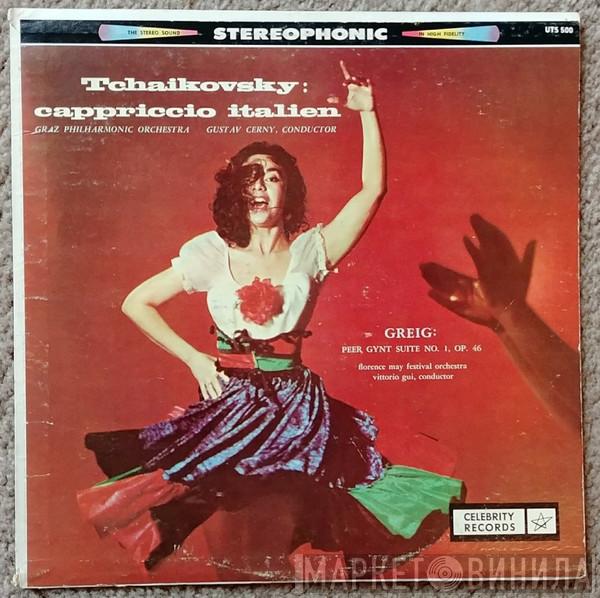 THE STEREO SOUND
STEREOPHONIC
IN HIGH FIDELITY
UTS 500
Tchaikovsky:
cappriccio italien
GRAZ PHILHARMONIC ORCHESTRA GUSTAV CERNY, CONDUCTOR
GREIG:
PEER GYNT SUITE NO. 1, OP. 46
florence may festival orchestra
vittorio gui, conductor
CELEBRITY
RECORDS
МАРКЕТ ВИНИЛА